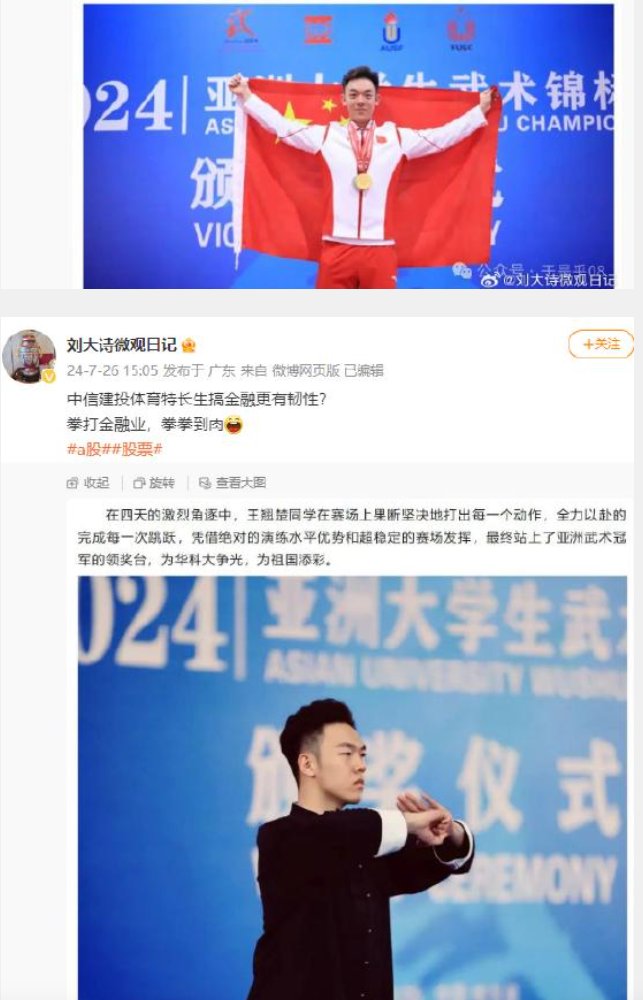 AUSF
FUSF
2024 亚洲大学生武术锦标
AS U CHAMPIO
颁
VIC Y
公众号·
@刘大诗微观日记
刘大诗微观日记
+关注
24-7-26 15:05 发布于 广东 来自 微博网页版 已编辑
中信建投体育特长生搞金融更有韧性？
拳打金融业，拳拳到肉
#a股##股票#
收起 旋转 查看大图
在四天的激烈角逐中，王翘楚同学在赛场上果断坚决地打出每一个动作，全力以赴的
完成每一次跳跃，凭借绝对的演练水平优势和超稳定的赛场发挥，最终站上了亚洲武术冠
军的领奖台，为华科大争光，为祖国添彩。
2024 亚洲大学生武
ASIAN UNIVERSITY WUSHU
颁奖仪式
CEREMONY